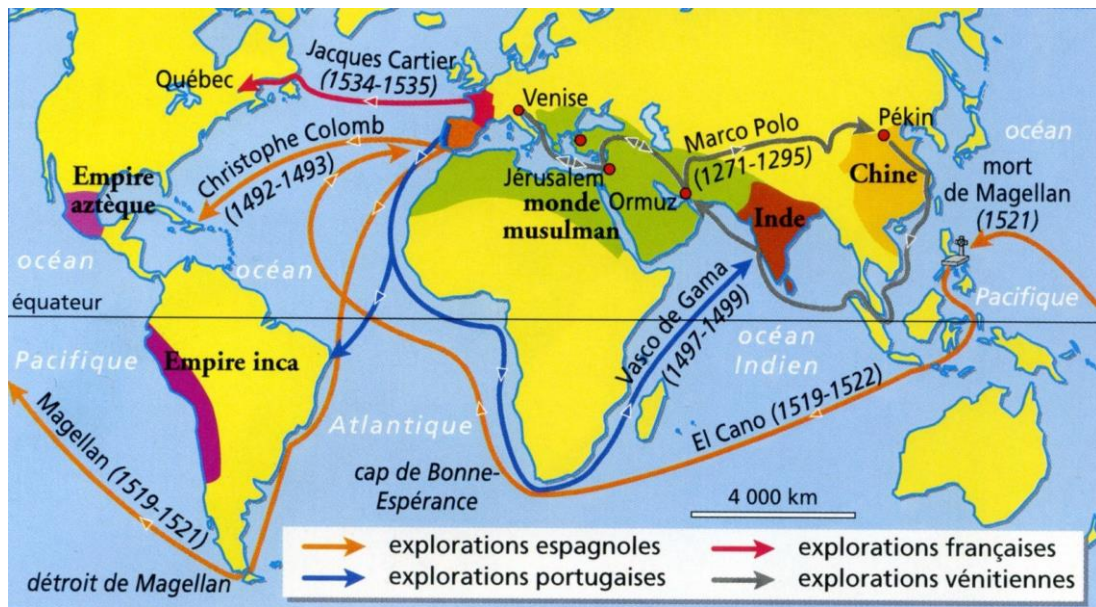 Jacques Cartier
(1534-1535)
Québec
Venise
Christophe Colomb
(1492-1493)
Marco Polo
(1271-1295)
Pékin
océan
mort
de Magellan
(1521)
Empire
aztèque
Jérusalem
monde
musulman
Ormuz
Inde
Chine
océan
océan
Pacifique
équateur
Vasco de Gama
(1497-1499)
océan
Indien
Pacifique
Empire inca
Magellan (1519-1521)
Atlantique
El Cano (1519-1522)
cap de Bonne-
Espérance
4 000 km
détroit de Magellan
explorations espagnoles
explorations françaises
explorations portugaises
explorations vénitiennes